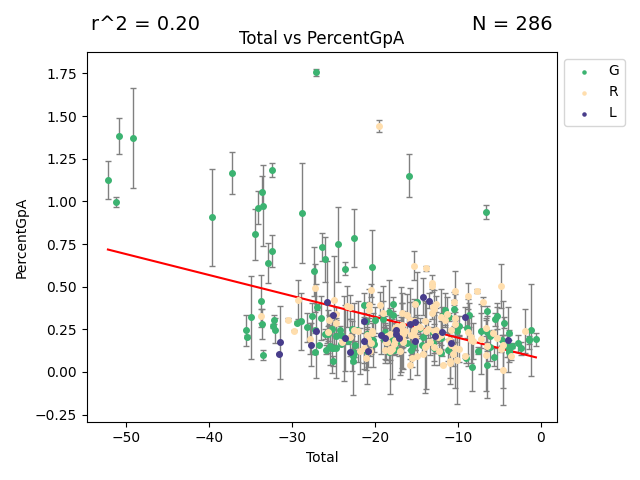 r^2 = 0.20
N = 286
Total vs PercentGpA
1.75
1.50
1.25
1.00
0.75
0.50
0.25
0.00
−0.25
PercentGpA
−50
−40
−30
−20
−10
0
Total
G
R
L